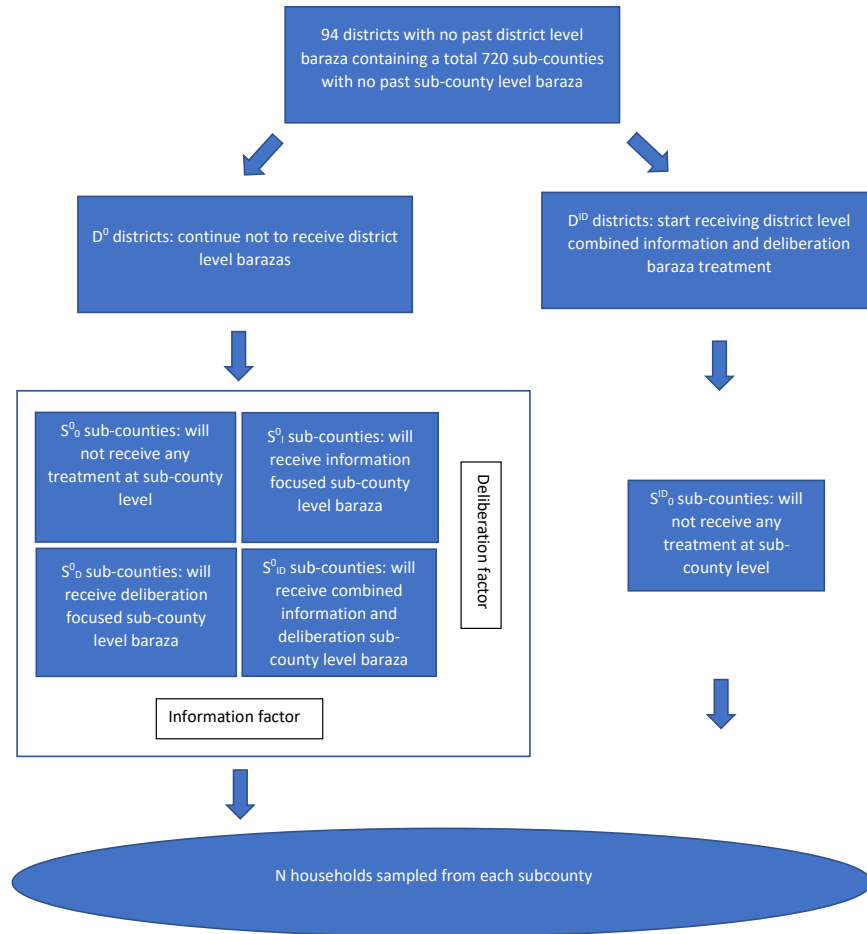 94 districts with no past district level
baraza containing a total 720 sub-counties
with no past sub-county level baraza
D⁰ districts: continue not to receive district
level barazas
Dᴵᴰ districts: start receiving district level
combined information and deliberation
baraza treatment
S⁰₀ sub-counties: will
not receive any
treatment at sub-county
level
S⁰I sub-counties: will
receive information
focused sub-county
level baraza
S⁰D sub-counties: will
receive deliberation
focused sub-county
level baraza
S⁰ID sub-counties: will
receive combined
information and
deliberation sub-
county level baraza
Deliberation factor
Information factor
Sᴵᴰ₀ sub-counties: will
not receive any
treatment at sub-
county level
N households sampled from each subcounty